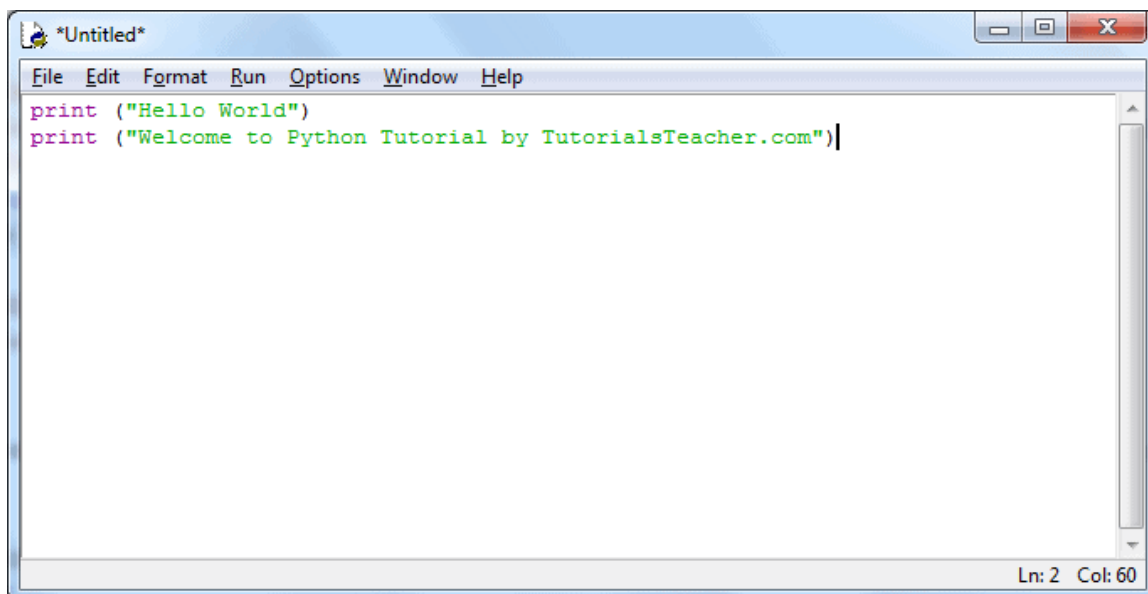 *Untitled*
File Edit Format Run Options Window Help
print ("Hello World")
print ("Welcome to Python Tutorial by TutorialsTeacher.com")
Ln: 2 Col: 60